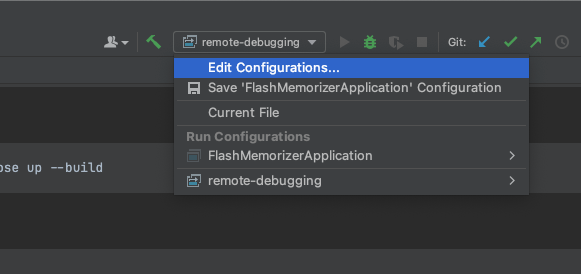 remote-debugging
Git:
Edit Configurations...
Save 'FlashMemorizerApplication' Configuration
Current File
Run Configurations
FlashMemorizerApplication
ose up --build
remote-debugging